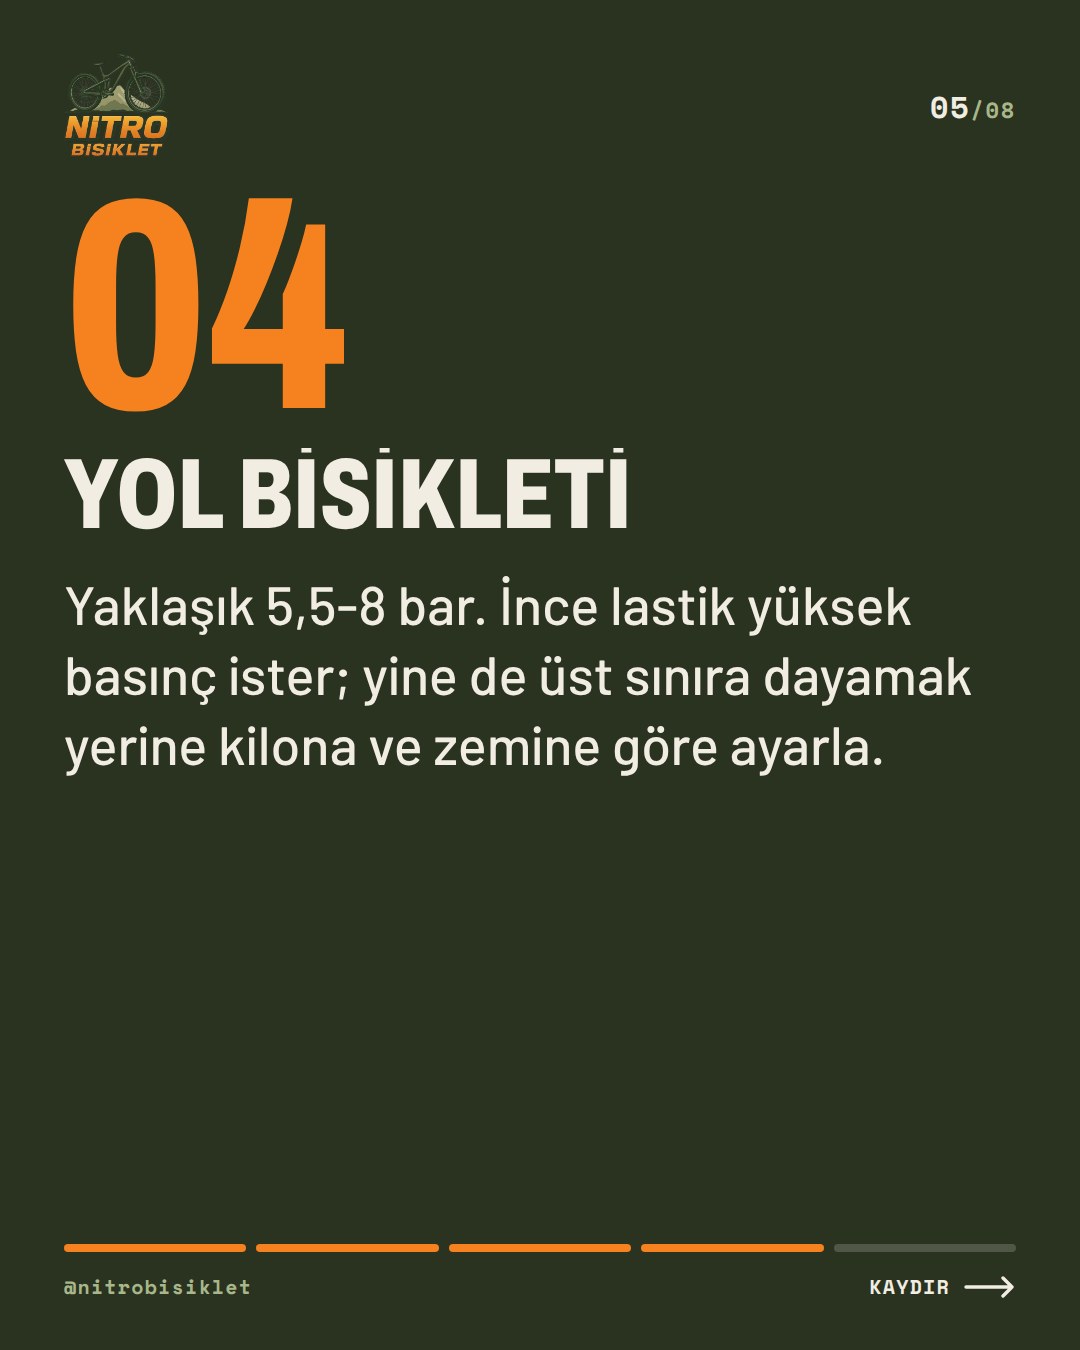 NiTRO
BISIKLET
05/08
04
YOL BİSİKLETİ
Yaklaşık 5,5-8 bar. İnce lastik yüksek
basınç ister; yine de üst sınıra dayamak
yerine kilona ve zemine göre ayarla.
@nitrobisiklet
KAYDIR